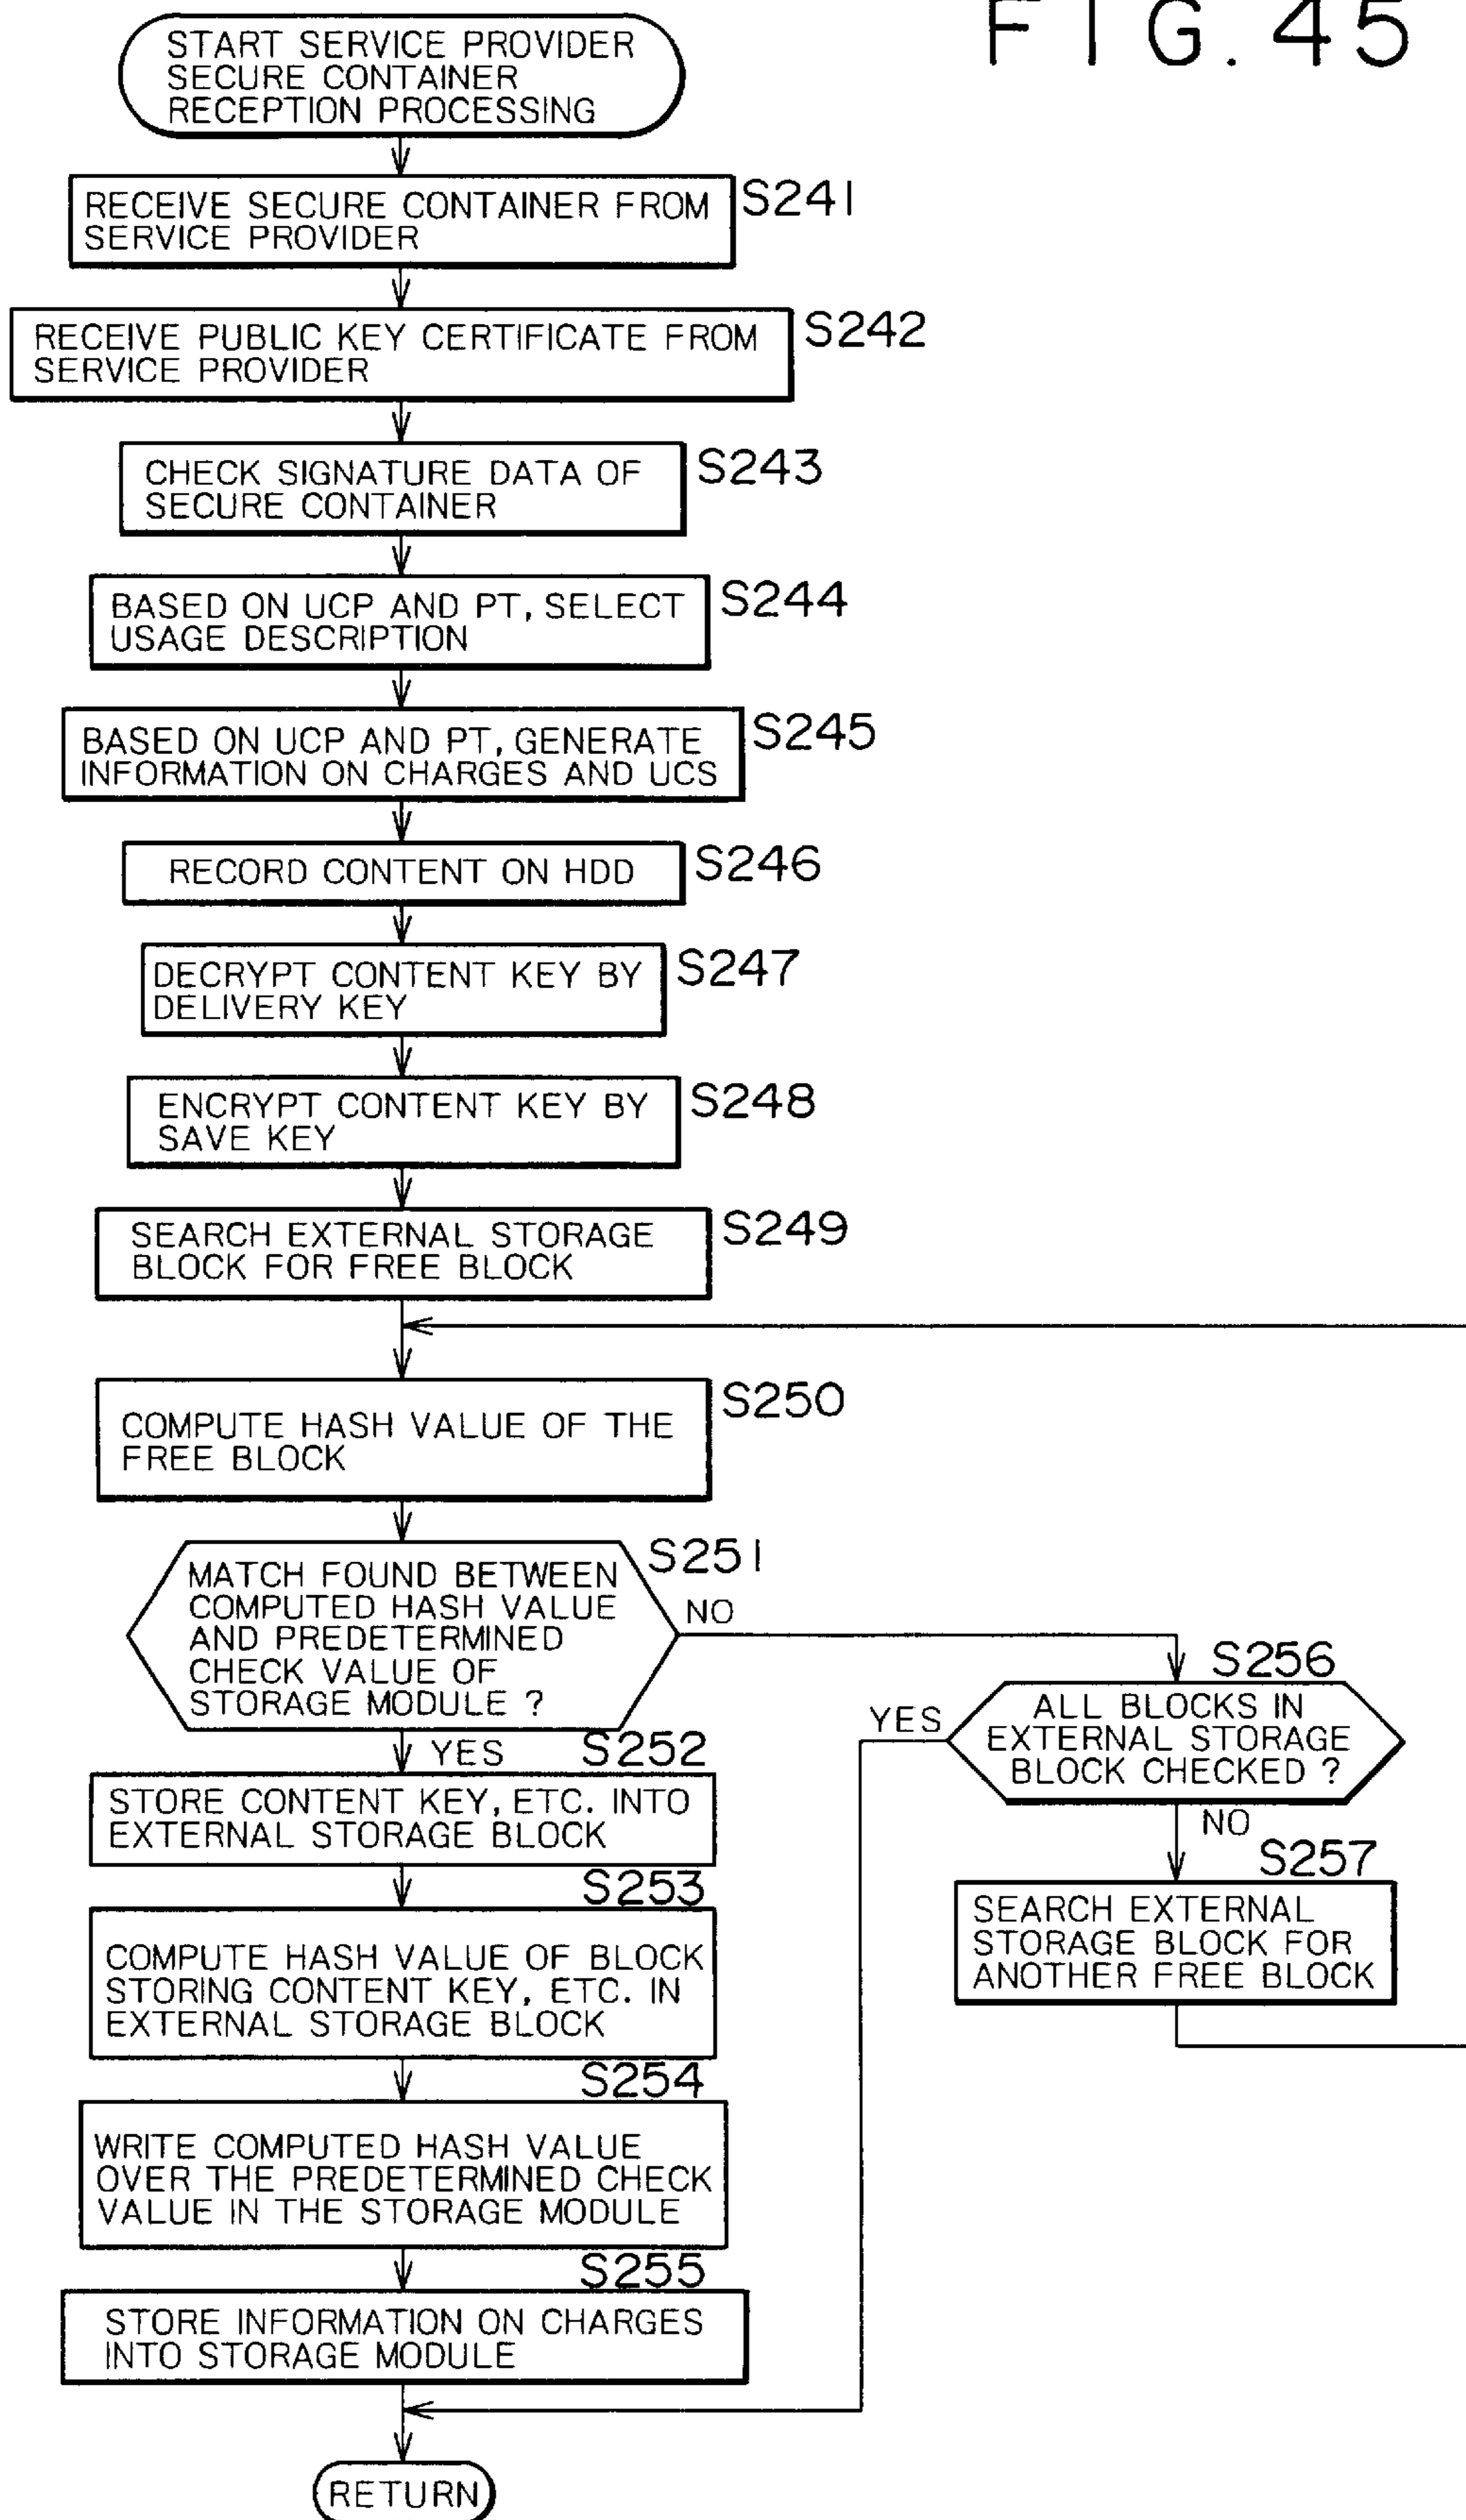 FIG.45
START SERVICE PROVIDER
SECURE CONTAINER
RECEPTION PROCESSING
S241
RECEIVE SECURE CONTAINER FROM
SERVICE PROVIDER
S242
RECEIVE PUBLIC KEY CERTIFICATE FROM
SERVICE PROVIDER
S243
CHECK SIGNATURE DATA OF
SECURE CONTAINER
S244
BASED ON UCP AND PT, SELECT
USAGE DESCRIPTION
S245
BASED ON UCP AND PT, GENERATE
INFORMATION ON CHARGES AND UCS
S246
RECORD CONTENT ON HDD
S247
DECRYPT CONTENT KEY BY
DELIVERY KEY
S248
ENCRYPT CONTENT KEY BY
SAVE KEY
S249
SEARCH EXTERNAL STORAGE
BLOCK FOR FREE BLOCK
S250
COMPUTE HASH VALUE OF THE
FREE BLOCK
S251
MATCH FOUND BETWEEN
COMPUTED HASH VALUE
AND PREDETERMINED
CHECK VALUE OF
STORAGE MODULE ?
NO
YES
S252
STORE CONTENT KEY, ETC. INTO
EXTERNAL STORAGE BLOCK
S253
COMPUTE HASH VALUE OF BLOCK
STORING CONTENT KEY, ETC. IN
EXTERNAL STORAGE BLOCK
S254
WRITE COMPUTED HASH VALUE
OVER THE PREDETERMINED CHECK
VALUE IN THE STORAGE MODULE
S255
STORE INFORMATION ON CHARGES
INTO STORAGE MODULE
S256
ALL BLOCKS IN
EXTERNAL STORAGE
BLOCK CHECKED ?
YES
NO
S257
SEARCH EXTERNAL
STORAGE BLOCK FOR
ANOTHER FREE BLOCK
RETURN